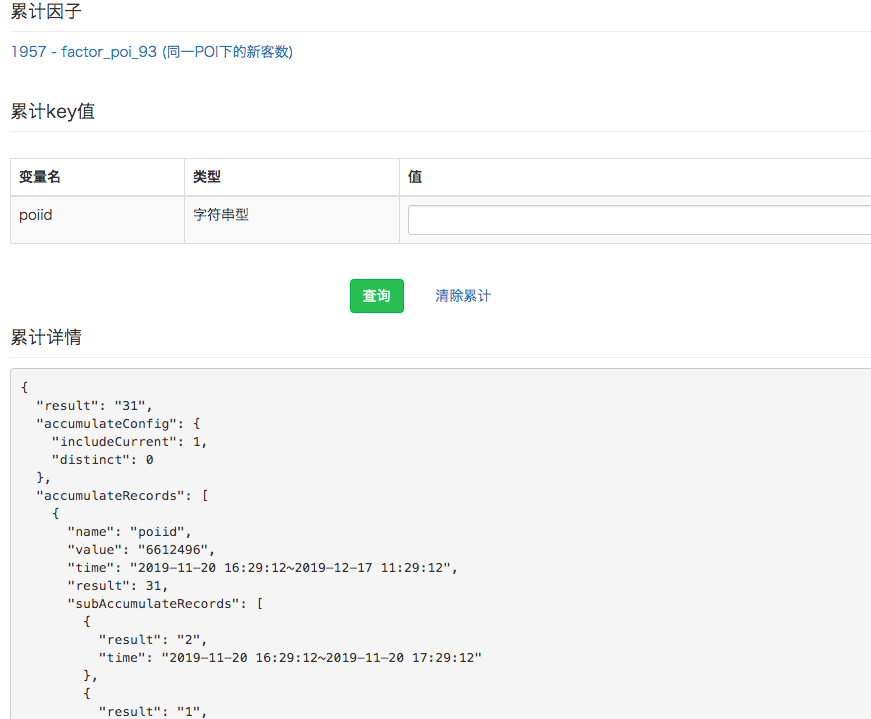 累计因子
1957 - factor_poi_93 (同一POI下的新客数)
累计key值
变量名 类型 值
poiid 字符串型
查询 清除累计
累计详情
{
"result": "31",
"accumulateConfig": {
"includeCurrent": 1,
"distinct": 0
},
"accumulateRecords": [
{
"name": "poiid",
"value": "6612496",
"time": "2019-11-20 16:29:12~2019-12-17 11:29:12",
"result": 31,
"subAccumulateRecords": [
{
"result": "2",
"time": "2019-11-20 16:29:12~2019-11-20 17:29:12"
},
{
"result": "1",